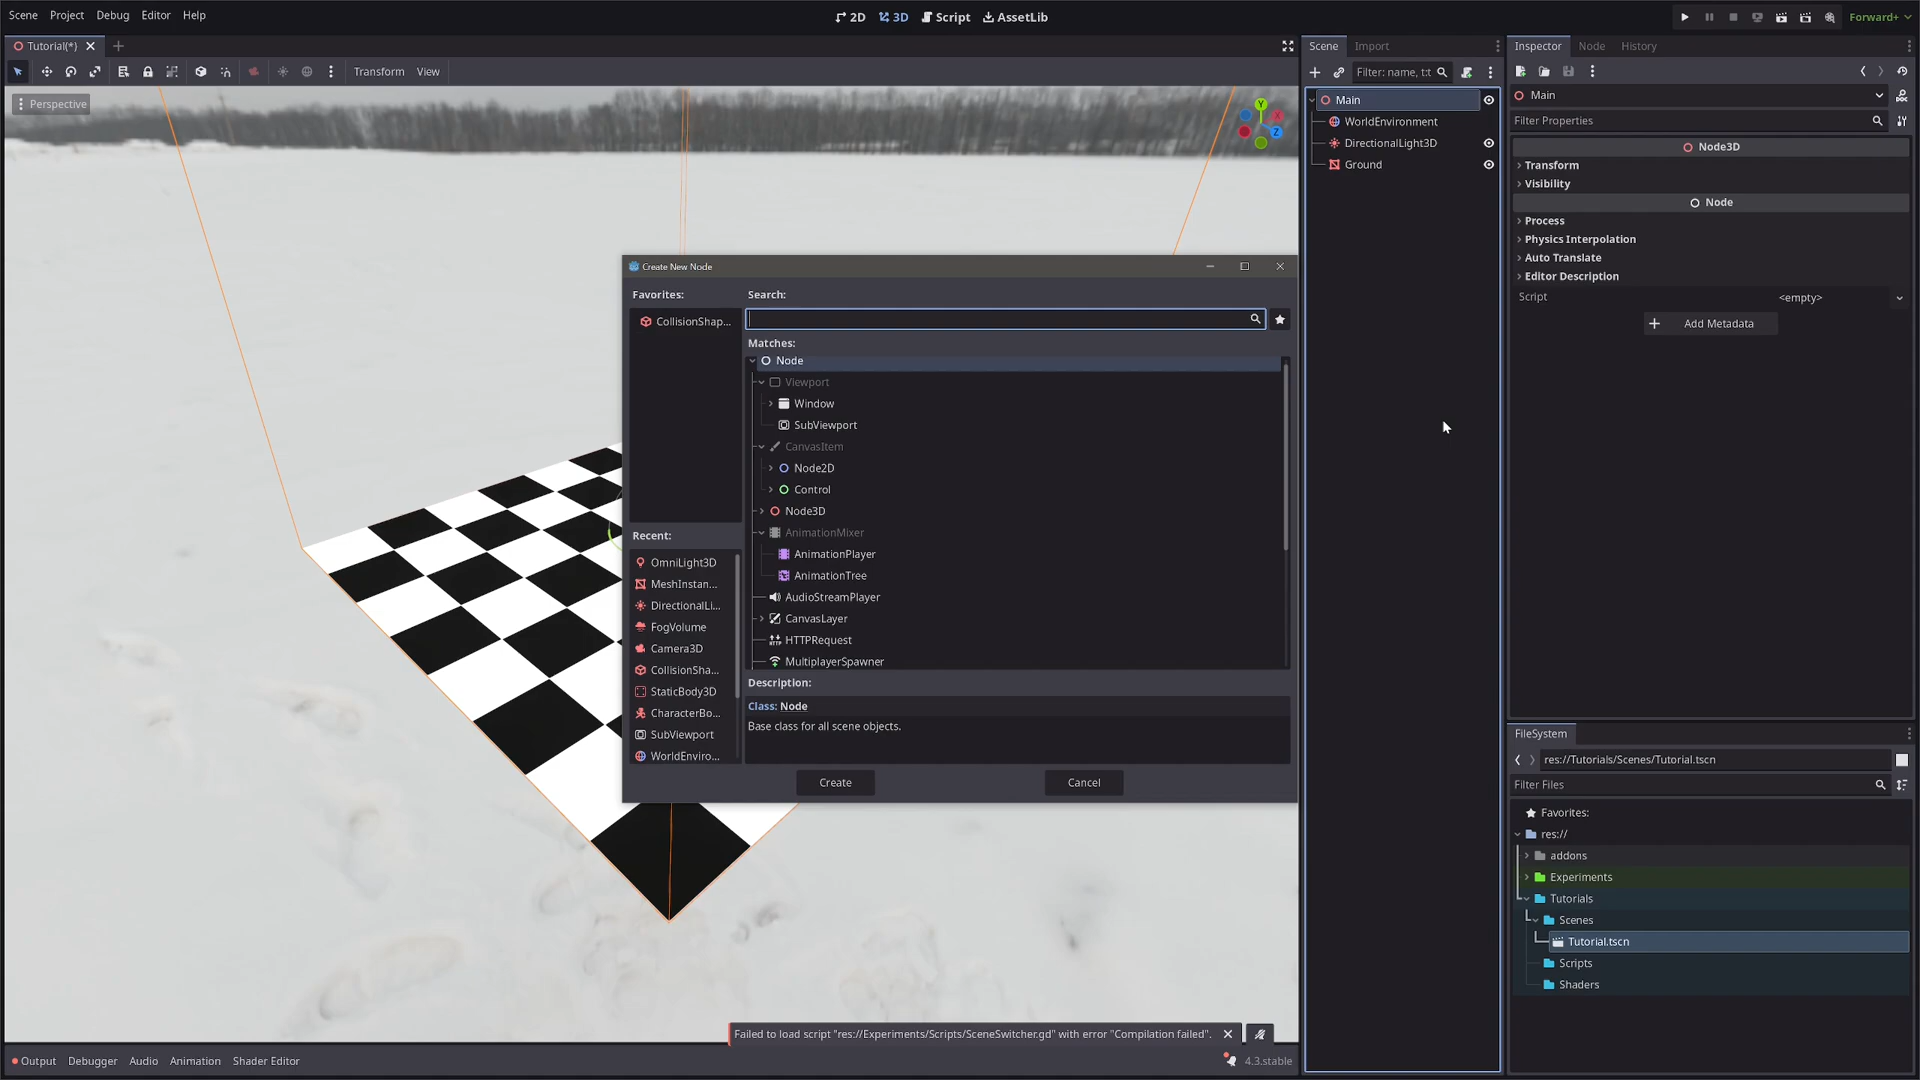 Scene Project Debug Editor Help
2D 3D Script AssetLib
Forward+
Tutorial(*)
Transform View
Perspective
Y
X
Z
Create New Node
Favorites:
CollisionShap...
Search:
Matches:
Node
Viewport
Window
SubViewport
CanvasItem
Node2D
Control
Node3D
AnimationMixer
AnimationPlayer
AnimationTree
AudioStreamPlayer
CanvasLayer
HTTPRequest
MultiplayerSpawner
Recent:
OmniLight3D
MeshInstan...
DirectionalLi...
FogVolume
Camera3D
CollisionSha...
StaticBody3D
CharacterBo...
SubViewport
WorldEnviro...
Description:
Class: Node
Base class for all scene objects.
Create Cancel
Failed to load script "res://Experiments/Scripts/SceneSwitcher.gd" with error "Compilation failed".
Output Debugger Audio Animation Shader Editor
4.3.stable
Scene Import
Filter: name, t:t
Main
WorldEnvironment
DirectionalLight3D
Ground
Inspector Node History
Main
Filter Properties
Node3D
Transform
Visibility
Node
Process
Physics Interpolation
Auto Translate
Editor Description
Script <empty>
Add Metadata
FileSystem
res://Tutorials/Scenes/Tutorial.tscn
Filter Files
Favorites:
res://
addons
Experiments
Tutorials
Scenes
Tutorial.tscn
Scripts
Shaders